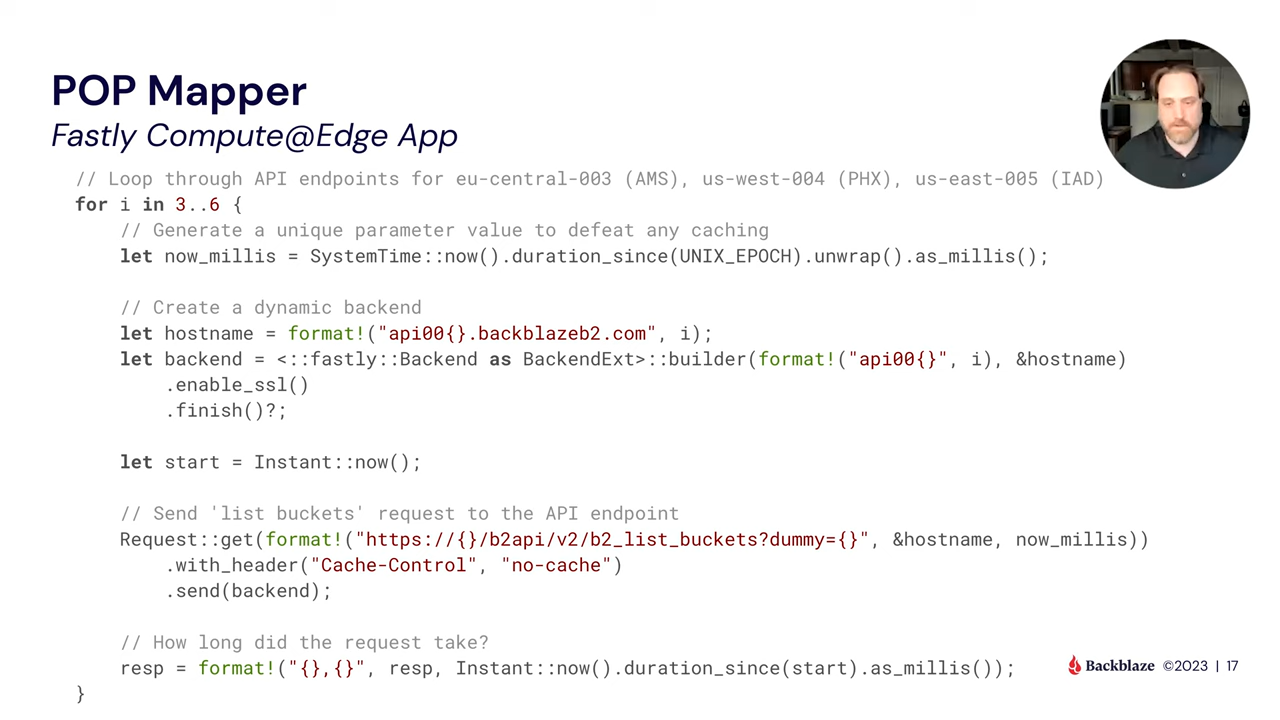 POP Mapper
Fastly Compute@Edge App
// Loop through API endpoints for eu-central-003 (AMS), us-west-004 (PHX), us-east-005 (IAD)
for i in 3..6 {
// Generate a unique parameter value to defeat any caching
let now_millis = SystemTime::now().duration_since(UNIX_EPOCH).unwrap().as_millis();
// Create a dynamic backend
let hostname = format!("api00{}.backblazeb2.com", i);
let backend = <::fastly::Backend as BackendExt>::builder(format!("api00{}", i), &hostname)
.enable_ssl()
.finish()?;
let start = Instant::now();
// Send 'list buckets' request to the API endpoint
Request::get(format!("https://{}/b2api/v2/b2_list_buckets?dummy={}", &hostname, now_millis))
.with_header("Cache-Control", "no-cache")
.send(backend);
// How long did the request take?
resp = format!("{},{}", resp, Instant::now().duration_since(start).as_millis());
}
Backblaze ©2023 | 17